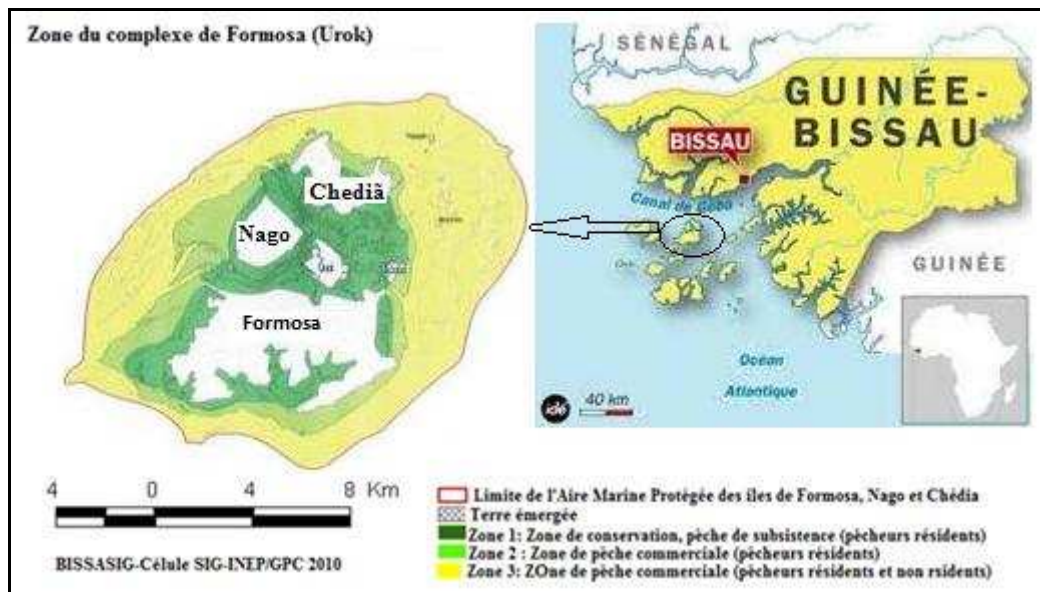 Zone du complexe de Formosa (Urok)
Chediã
Nago
Formosa
4 0 4 8 Km
BISSASIG-Célule SIG-INEP/GPC 2010
SÉNÉGAL
GUINÉE-
BISSAU
BISSAU
Canal de Gêba
GUINÉE
Océan
Atlantique
idé
40 km
Limite de l'Aire Marine Protégée des îles de Formosa, Nago et Chédia
Terre émergée
Zone 1: Zone de conservation, pêche de subsistence (pêcheurs résidents)
Zone 2 : Zone de pêche commerciale (pêcheurs résidents)
Zone 3: ZOne de pêche commerciale (pêcheurs résidents et non rsidents)